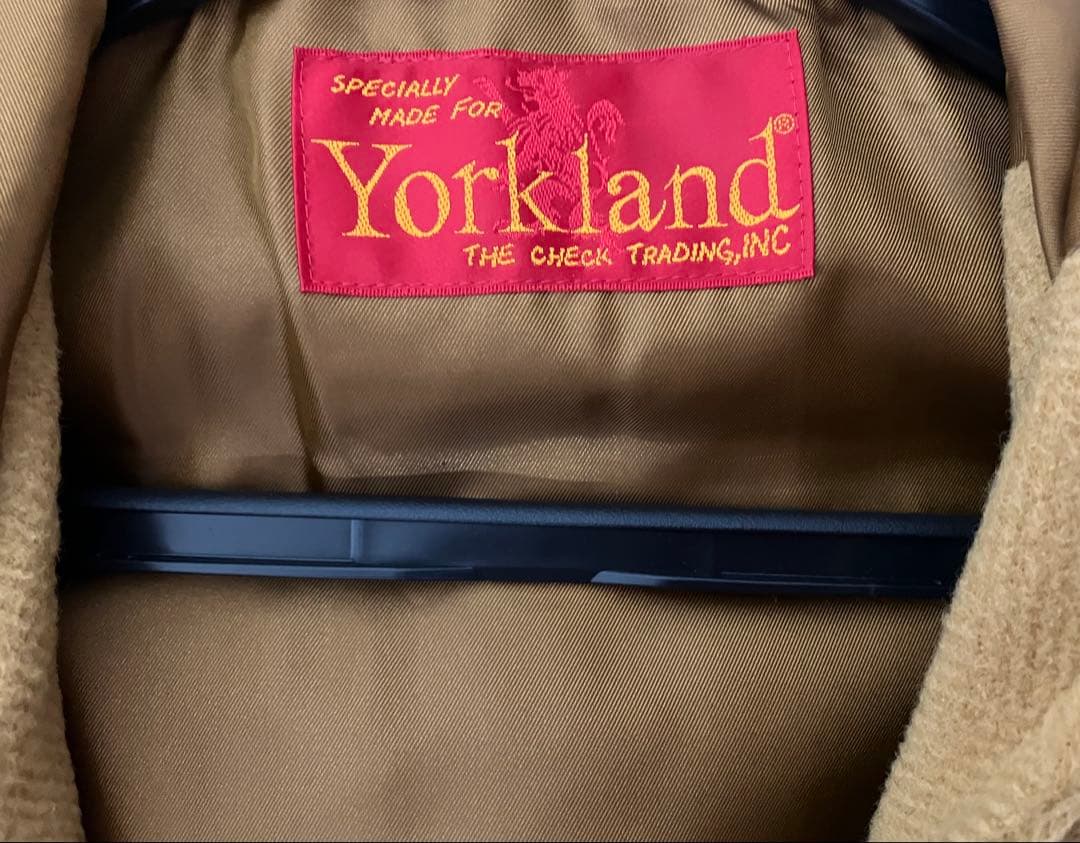 SPECIALLY
MADE FOR
Yorkland®
THE CHECK TRADING,INC